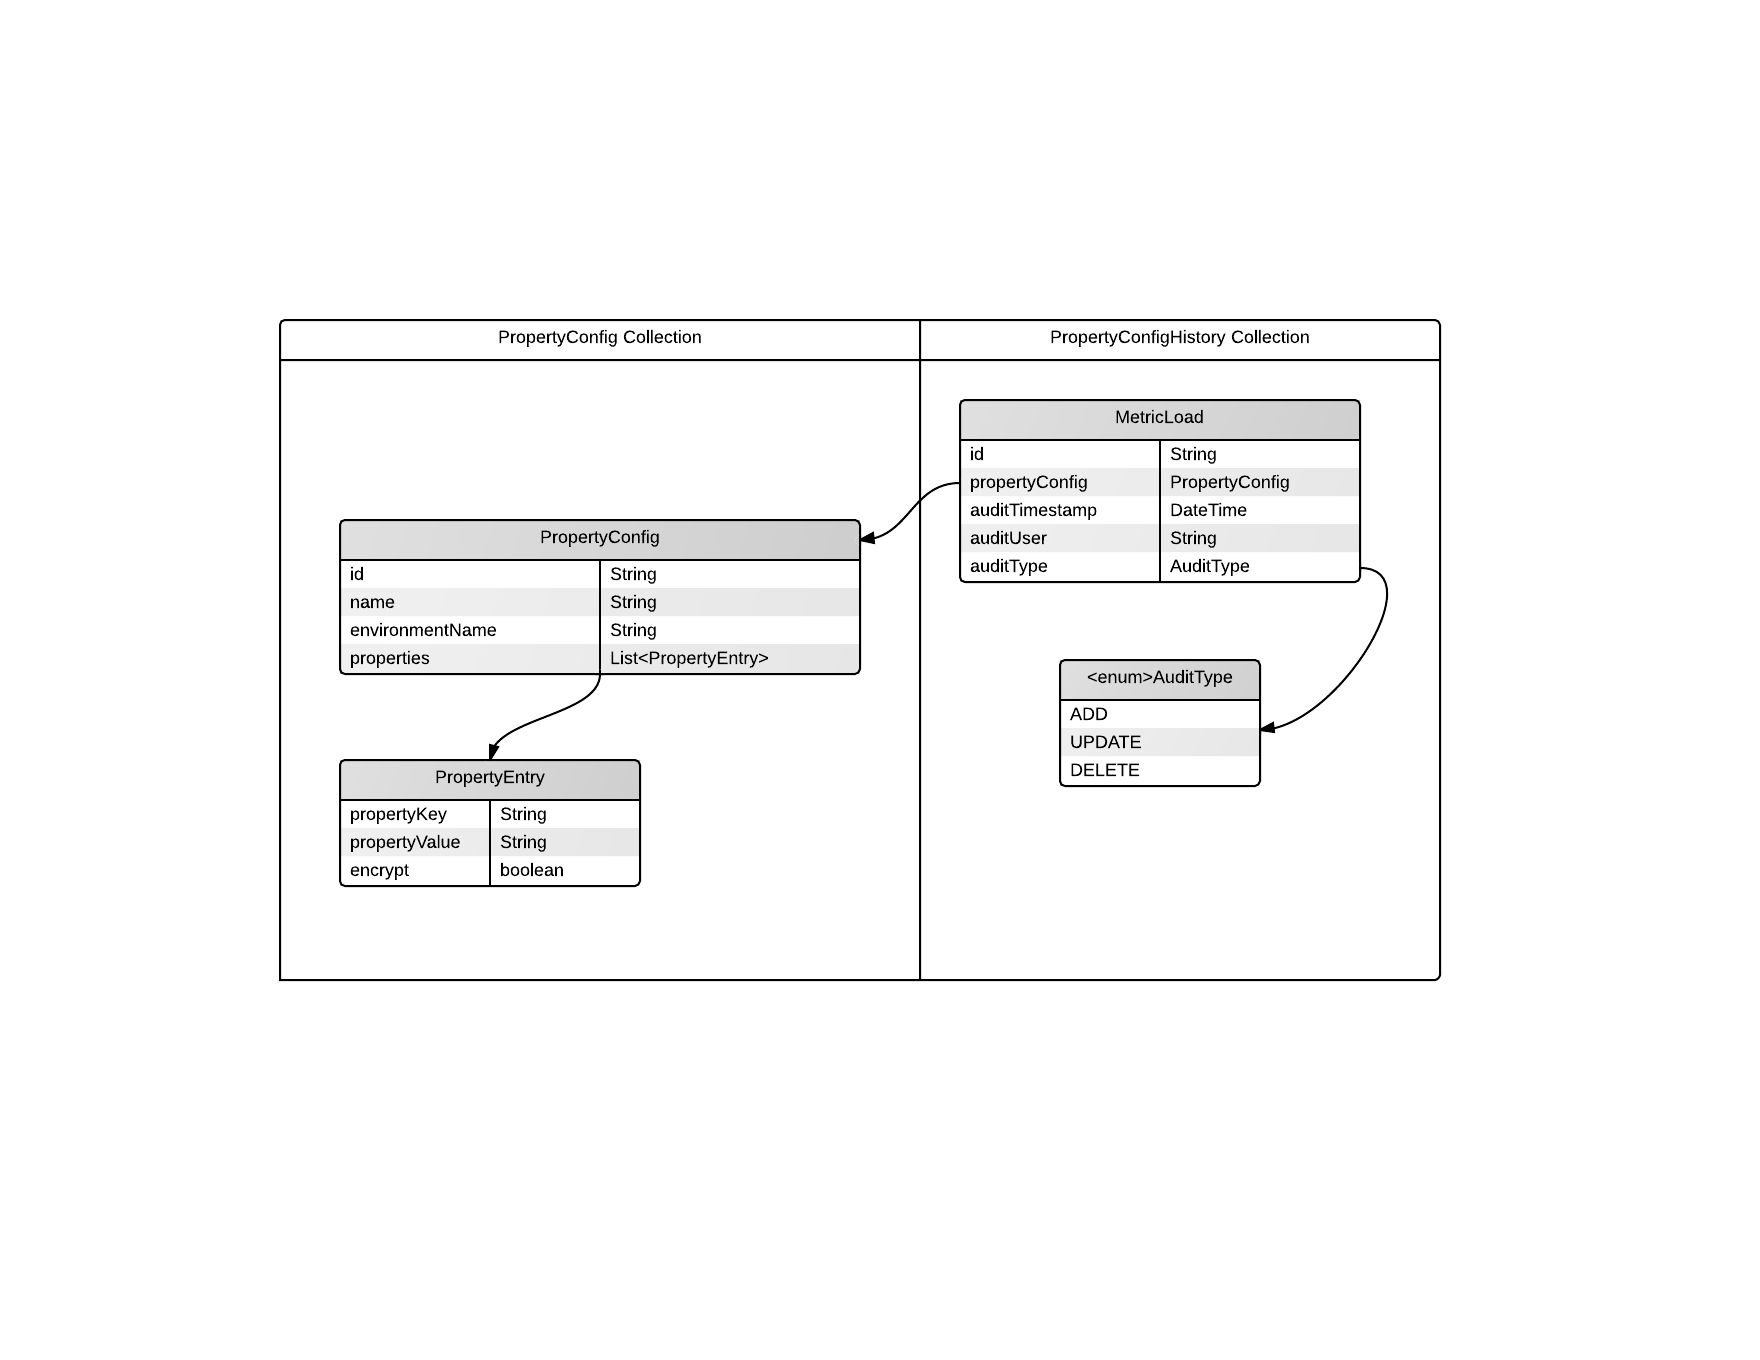 PropertyConfig Collection
PropertyConfigHistory Collection
PropertyConfig
id String
name String
environmentName String
properties List<PropertyEntry>
PropertyEntry
propertyKey String
propertyValue String
encrypt boolean
MetricLoad
id String
propertyConfig PropertyConfig
auditTimestamp DateTime
auditUser String
auditType AuditType
<enum>AuditType
ADD
UPDATE
DELETE